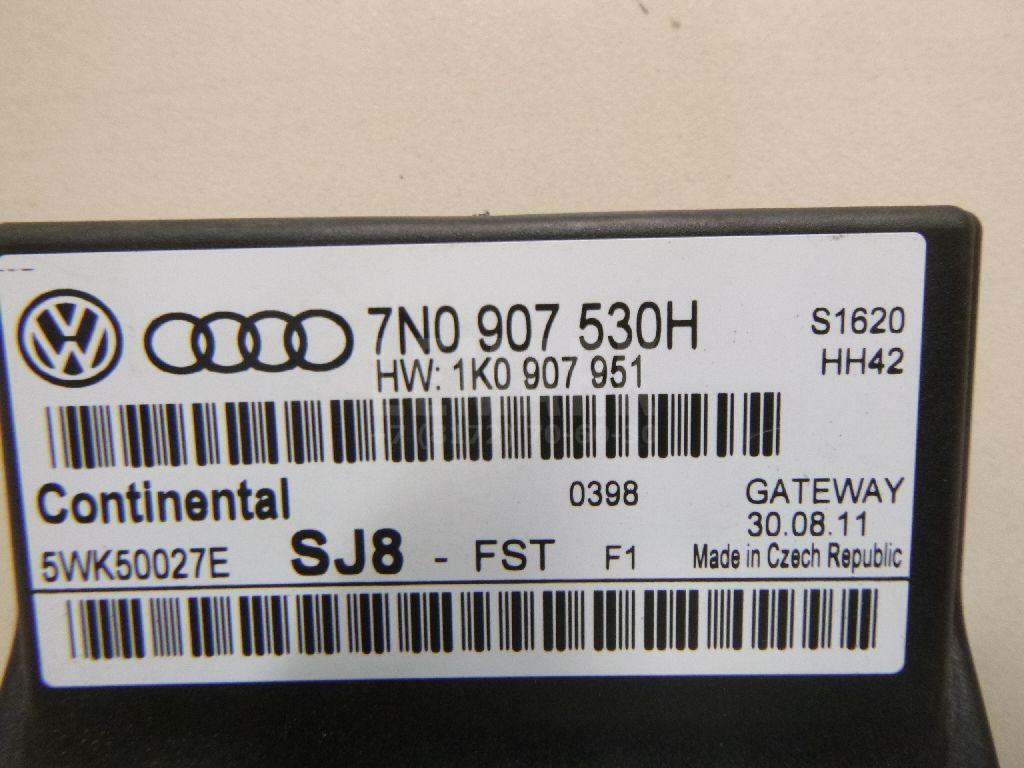 7N0 907 530H
S1620
HW: 1K0 907 951
HH42
Continental
0398
GATEWAY
30.08.11
5WK50027E
SJ8 - FST F1
Made in Czech Republic